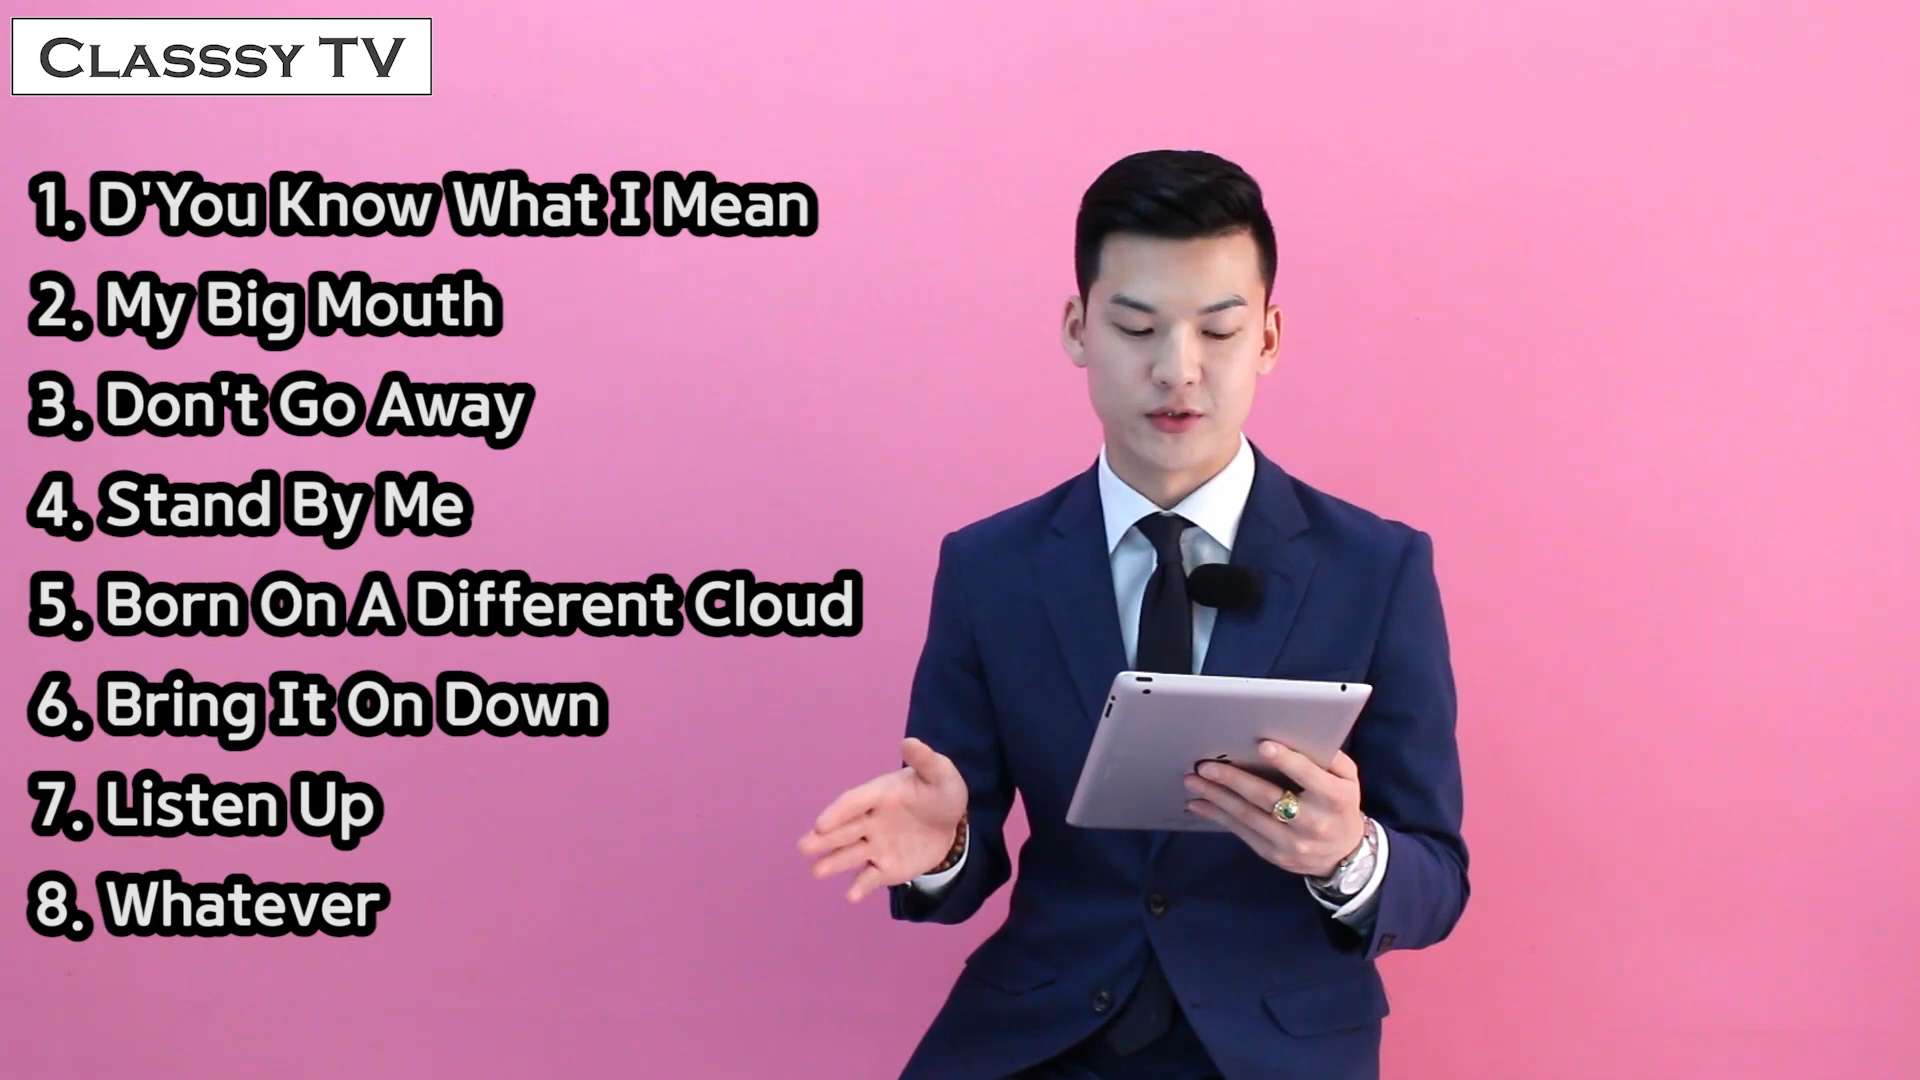 CLASSSY TV
1. D'You Know What I Mean
2. My Big Mouth
3. Don't Go Away
4. Stand By Me
5. Born On A Different Cloud
6. Bring It On Down
7. Listen Up
8. Whatever